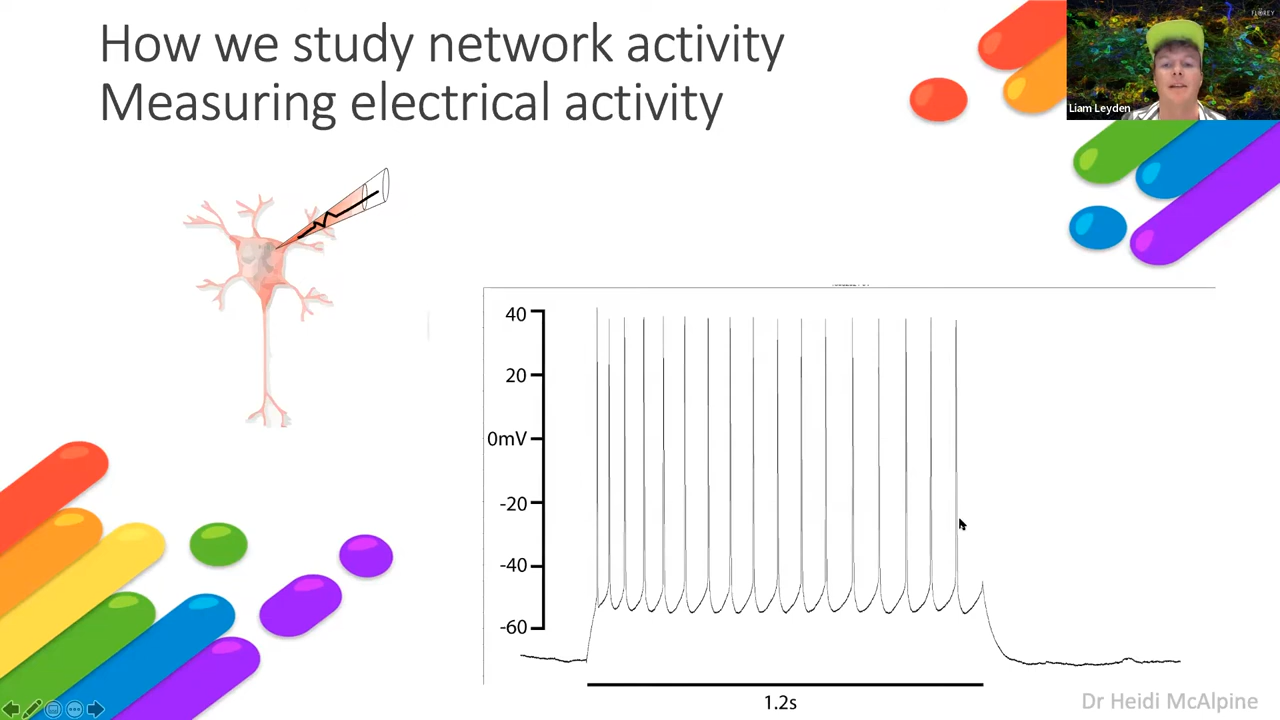 How we study network activity
Measuring electrical activity
FLOREY
Liam Leyden
40
20
0mV
-20
-40
-60
1.2s
Dr Heidi McAlpine